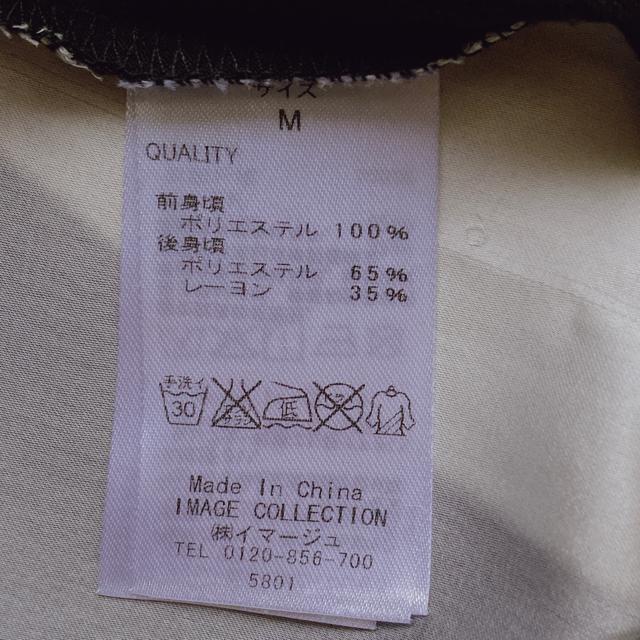 サイズ
M
QUALITY
前身頃
ポリエステル 100%
後身頃
ポリエステル 65%
レーヨン 35%
手洗イ
30 低
Made In China
IMAGE COLLECTION
㈱イマージュ
TEL 0120-856-700
5801